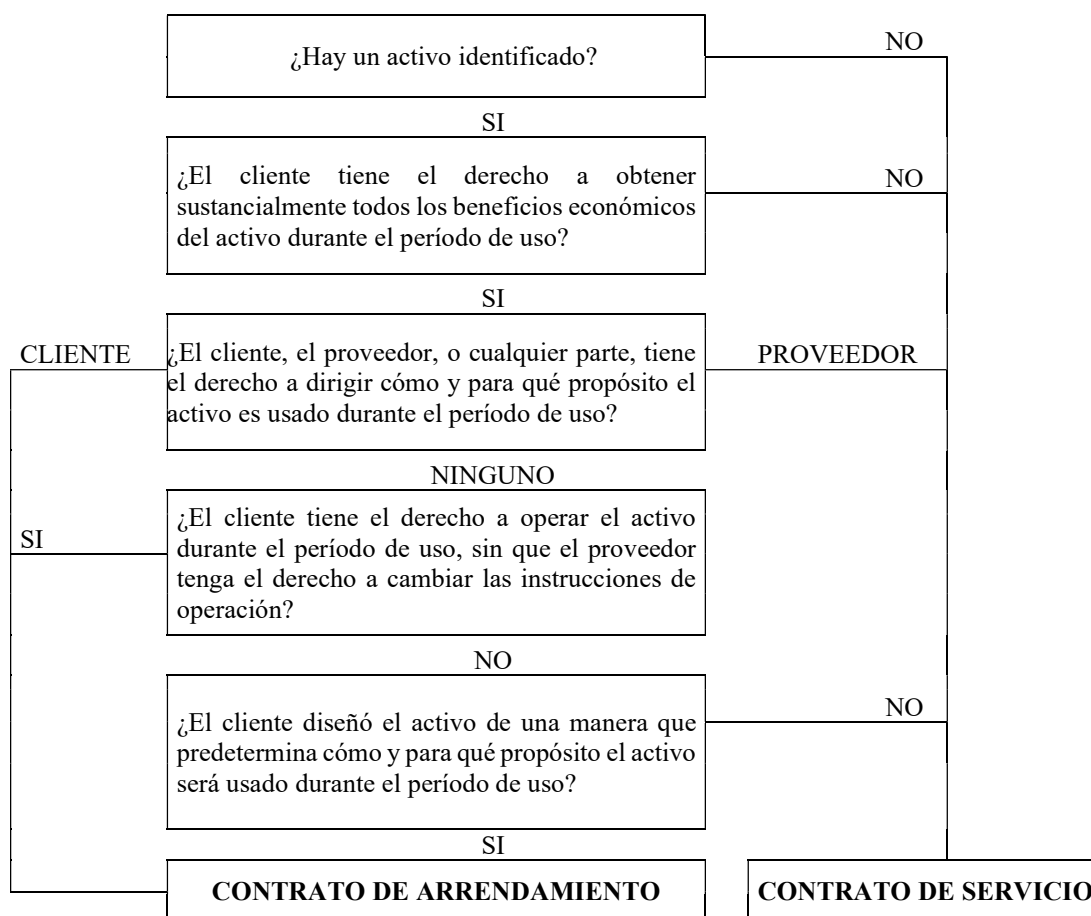 ¿Hay un activo identificado?
NO
SI
¿El cliente tiene el derecho a obtener
sustancialmente todos los beneficios económicos
del activo durante el período de uso?
NO
SI
CLIENTE
¿El cliente, el proveedor, o cualquier parte, tiene
el derecho a dirigir cómo y para qué propósito el
activo es usado durante el período de uso?
PROVEEDOR
NINGUNO
SI
¿El cliente tiene el derecho a operar el activo
durante el período de uso, sin que el proveedor
tenga el derecho a cambiar las instrucciones de
operación?
NO
¿El cliente diseñó el activo de una manera que
predetermina cómo y para qué propósito el activo
será usado durante el período de uso?
NO
SI
CONTRATO DE ARRENDAMIENTO
CONTRATO DE SERVICIO